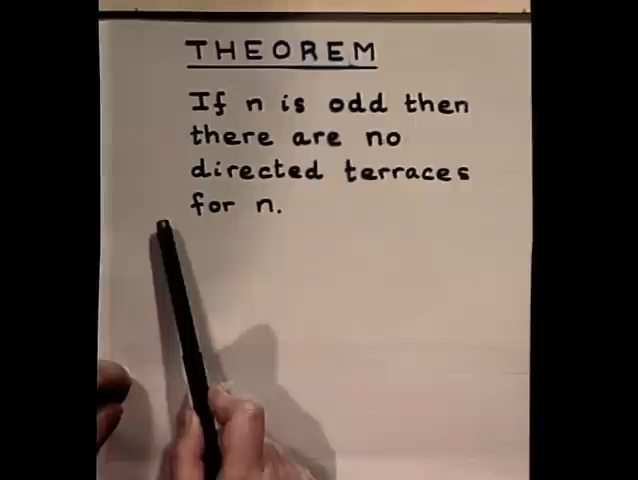 THEOREM
If n is odd then
there are no
directed terraces
for n.